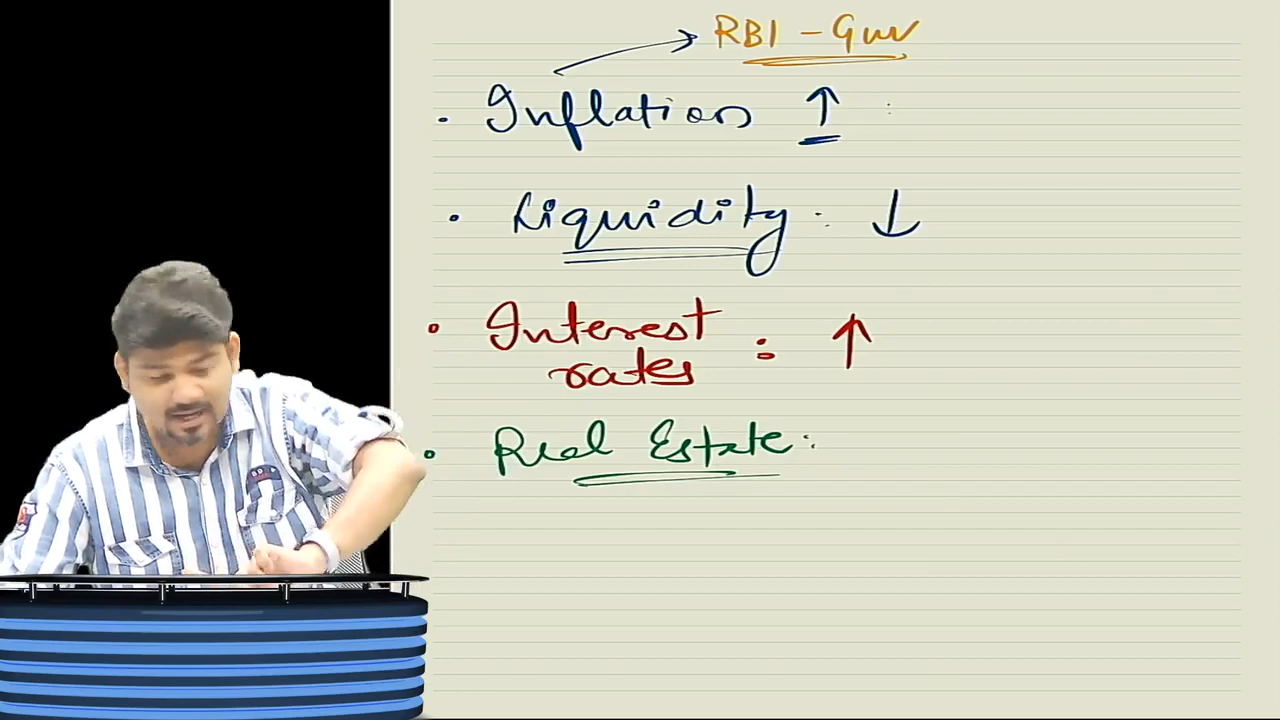 RBI - Guv
. Inflation ↑ :
. Liquidity : ↓
. Interest
rates : ↑
. Real Estate :